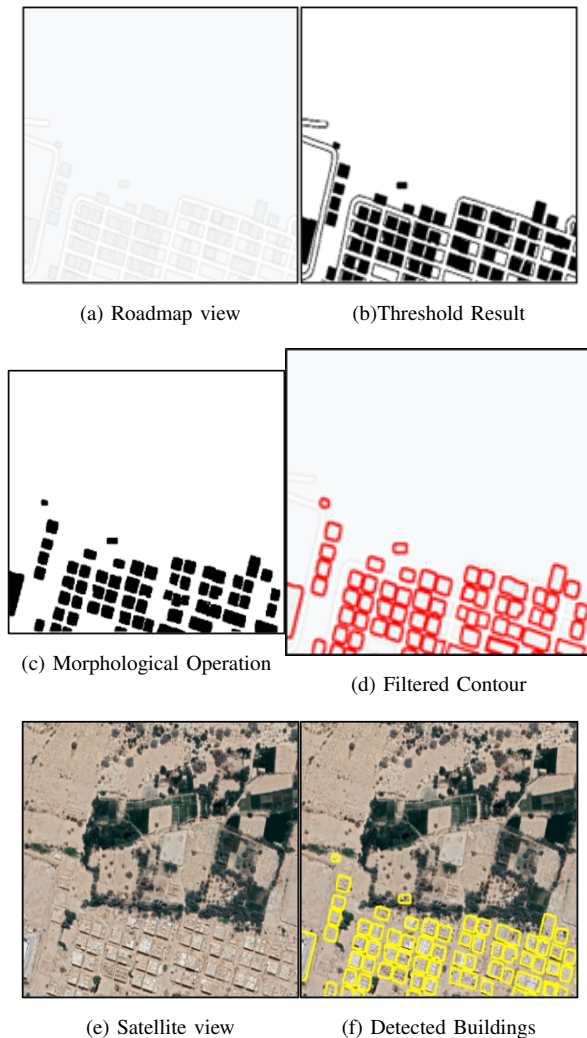 (a) Roadmap view
(b)Threshold Result
(c) Morphological Operation
(d) Filtered Contour
(e) Satellite view
(f) Detected Buildings